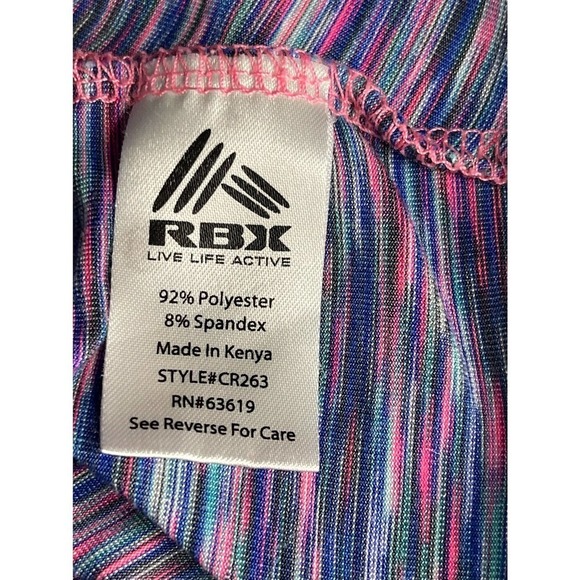 RBX
LIVE LIFE ACTIVE
92% Polyester
8% Spandex
Made In Kenya
STYLE#CR263
RN#63619
See Reverse For Care